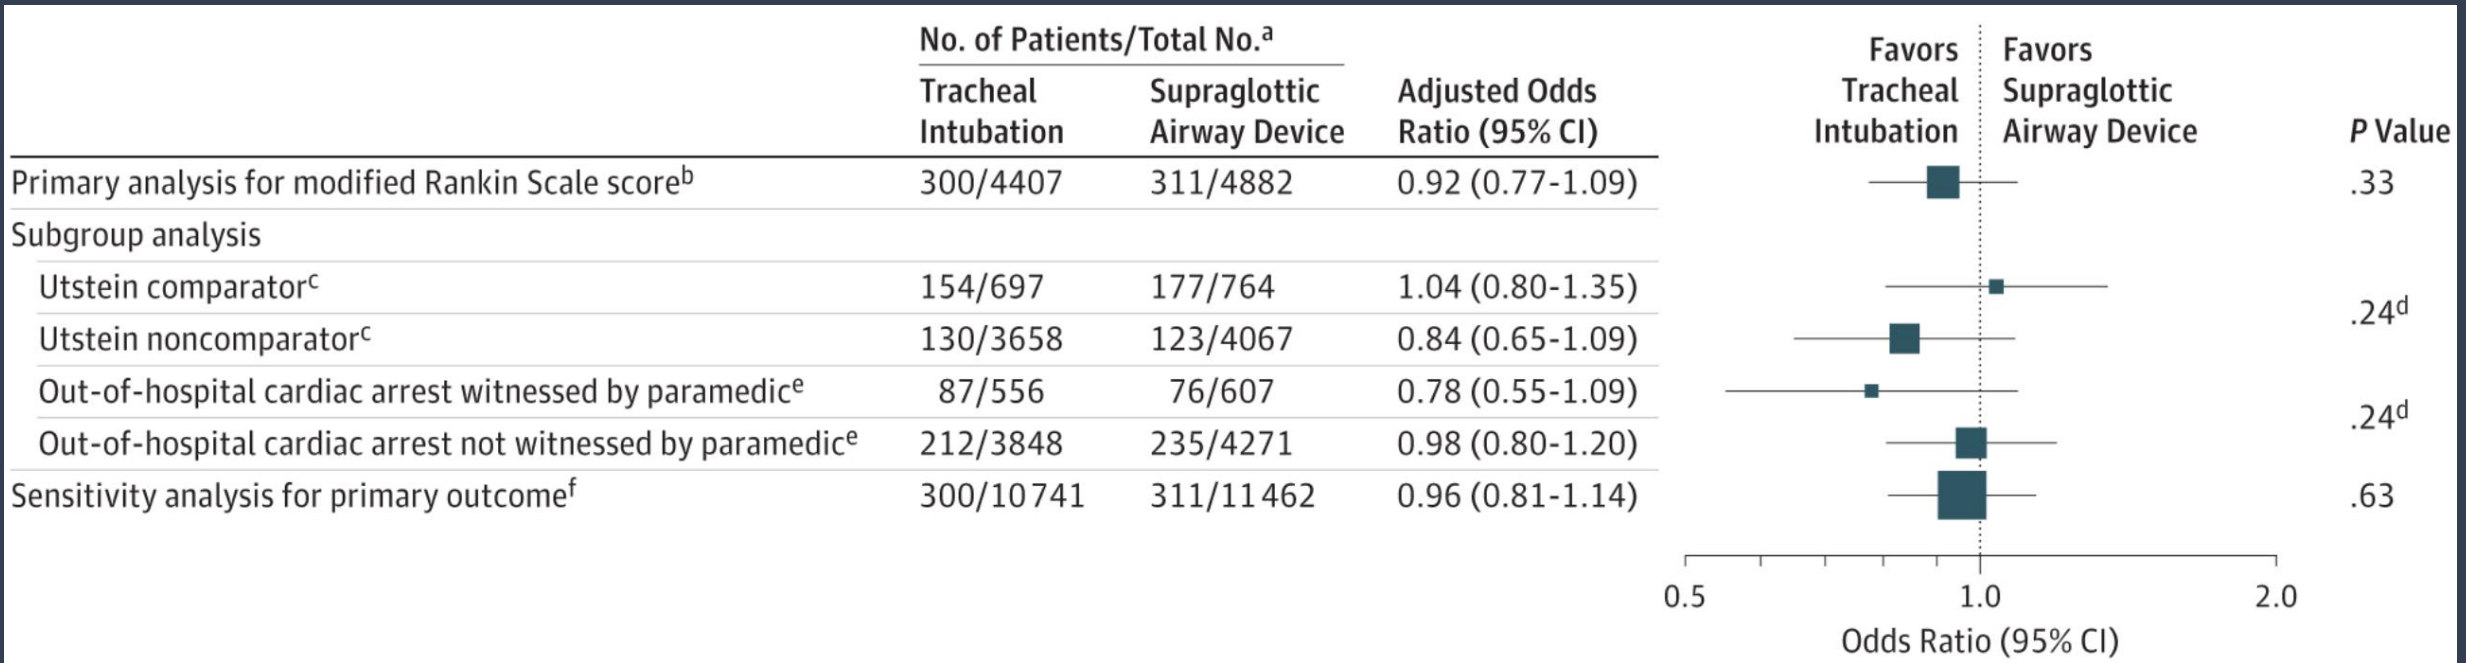 No. of Patients/Total No.a
Favors Favors
Tracheal Supraglottic Adjusted Odds Tracheal Supraglottic
Intubation Airway Device Ratio (95% CI) Intubation Airway Device P Value
Primary analysis for modified Rankin Scale scoreb 300/4407 311/4882 0.92 (0.77-1.09) .33
Subgroup analysis
Utstein comparatorc 154/697 177/764 1.04 (0.80-1.35)
.24d
Utstein noncomparatorc 130/3658 123/4067 0.84 (0.65-1.09)
Out-of-hospital cardiac arrest witnessed by paramedice 87/556 76/607 0.78 (0.55-1.09)
.24d
Out-of-hospital cardiac arrest not witnessed by paramedice 212/3848 235/4271 0.98 (0.80-1.20)
Sensitivity analysis for primary outcomef 300/10 741 311/11 462 0.96 (0.81-1.14) .63
0.5 1.0 2.0
Odds Ratio (95% CI)